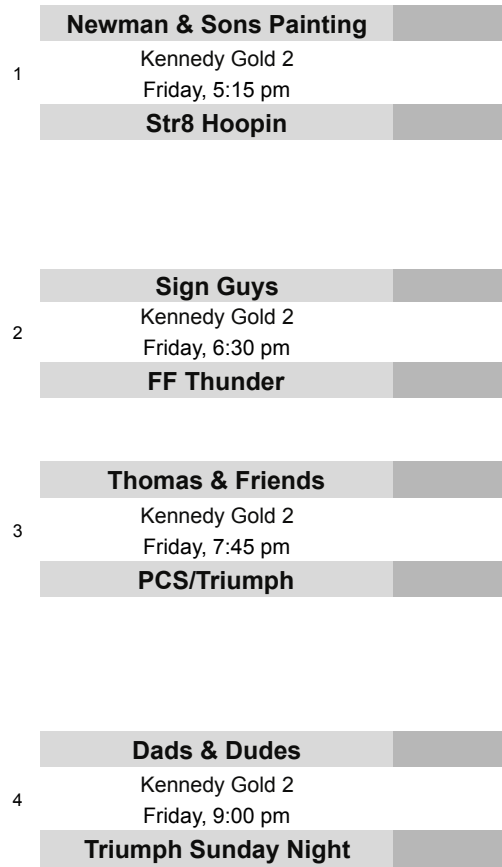 Newman & Sons Painting
1
Kennedy Gold 2
Friday, 5:15 pm
Str8 Hoopin
Sign Guys
2
Kennedy Gold 2
Friday, 6:30 pm
FF Thunder
Thomas & Friends
3
Kennedy Gold 2
Friday, 7:45 pm
PCS/Triumph
Dads & Dudes
4
Kennedy Gold 2
Friday, 9:00 pm
Triumph Sunday Night